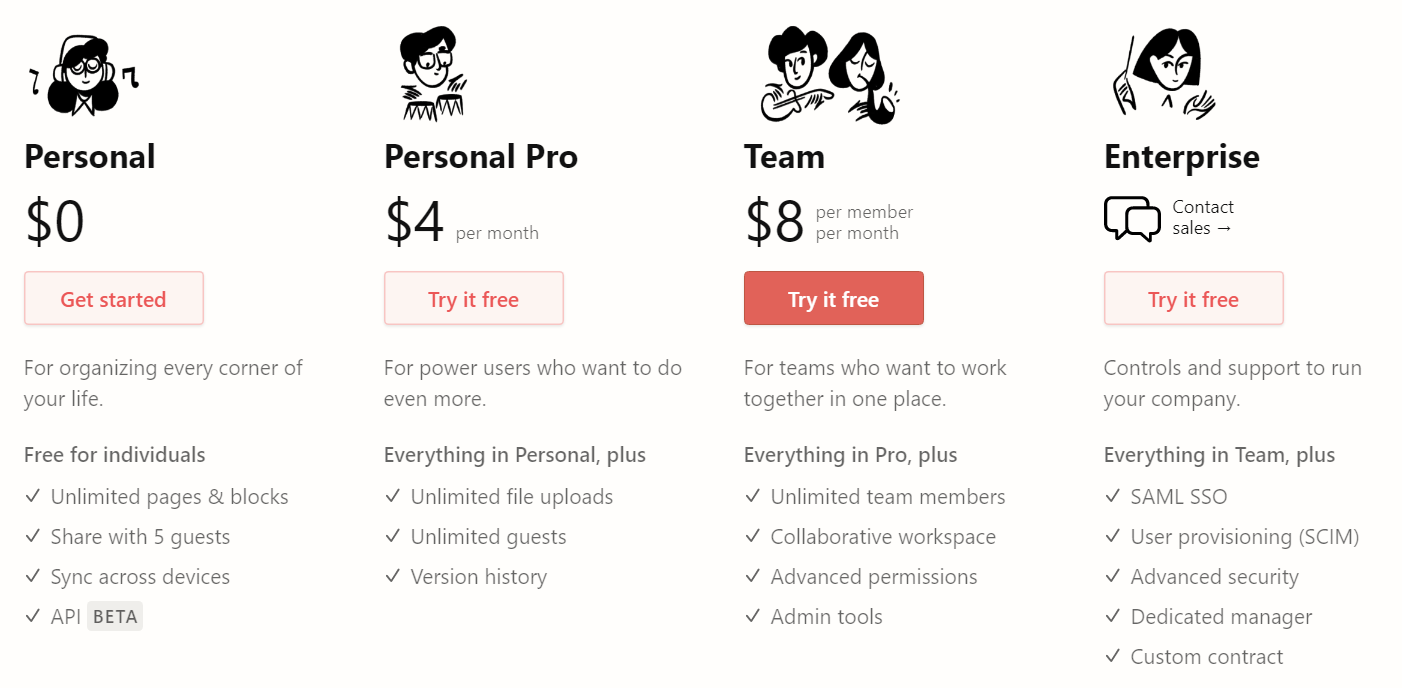 Personal
$0
Get started
For organizing every corner of
your life.
Free for individuals
✓ Unlimited pages & blocks
✓ Share with 5 guests
✓ Sync across devices
✓ API BETA
Personal Pro
$4 per month
Try it free
For power users who want to do
even more.
Everything in Personal, plus
✓ Unlimited file uploads
✓ Unlimited guests
✓ Version history
Team
$8 per member
per month
Try it free
For teams who want to work
together in one place.
Everything in Pro, plus
✓ Unlimited team members
✓ Collaborative workspace
✓ Advanced permissions
✓ Admin tools
Enterprise
Contact
sales →
Try it free
Controls and support to run
your company.
Everything in Team, plus
✓ SAML SSO
✓ User provisioning (SCIM)
✓ Advanced security
✓ Dedicated manager
✓ Custom contract